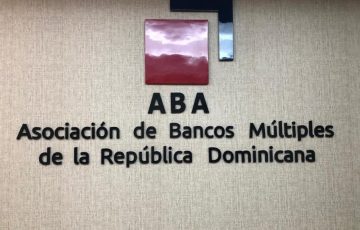 ABA
Asociación de Bancos Múltiples
de la República Dominicana